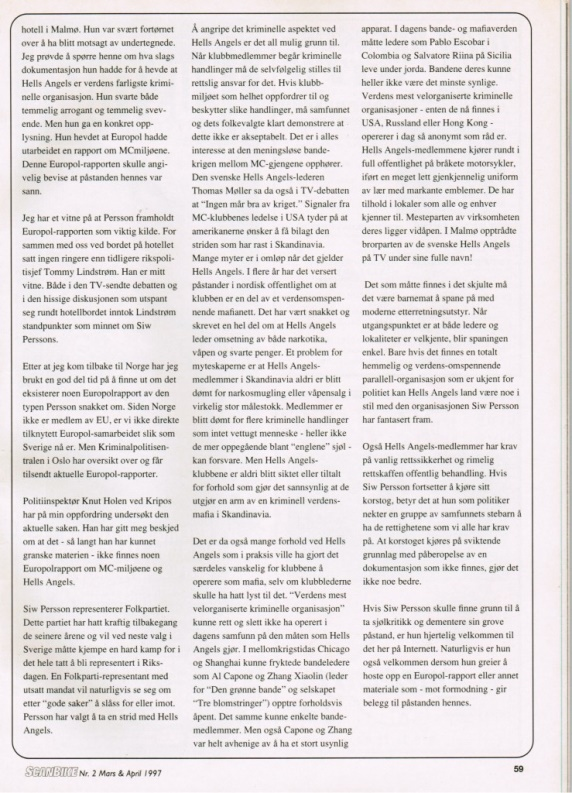 hotell i Malmø. Hun var svært fortørnet
over å ha blitt motsagt av undertegnede.
Jeg prøvde å spørre henne om hva slags
dokumentasjon hun hadde for å hevde at
Hells Angels er verdens farligste krimi-
nelle organisasjon. Hun svarte både
temmelig arrogant og temmelig svev-
ende. Men hun ga en konkret opp-
lysning. Hun hevdet at Europol hadde
utarbeidet en rapport om MCmiljøene.
Denne Europol-rapporten skulle angi-
velig bevise at påstanden hennes var
sann.
Jeg har et vitne på at Persson framholdt
Europol-rapporten som viktig kilde. For
sammen med oss ved bordet på hotellet
satt ingen ringere enn tidligere rikspoli-
tisjef Tommy Lindstrøm. Han er mitt
vitne. Både i den TV-sendte debatten og
i den hissige diskusjonen som utspant
seg rundt hotellbordet inntok Lindstrøm
standpunkter som minnet om Siw
Perssons.
Etter at jeg kom tilbake til Norge har jeg
brukt en god del tid på å finne ut om det
eksisterer noen Europolrapport av den
typen Persson snakket om. Siden Norge
ikke er medlem av EU, er vi ikke direkte
tilknytett Europol-samarbeidet slik som
Sverige nå er. Men Kriminalpolitisen-
tralen i Oslo har oversikt over og får
tilsendt aktuelle Europol-rapporter.
Politiinspektør Knut Holen ved Kripos
har på min oppfordring undersøkt den
aktuelle saken. Han har gitt meg beskjed
om at det - så langt han har kunnet
granske materien - ikke finnes noen
Europolrapport om MC-miljøene og
Hells Angels.
Siw Persson representerer Folkpartiet.
Dette partiet har hatt kraftig tilbakegang
de seinere årene og vil ved neste valg i
Sverige måtte kjempe en hard kamp for i
det hele tatt å bli representert i Riks-
dagen. En Folkparti-representant med
utsatt mandat vil naturligvis se seg om
etter "gode saker" å slåss for eller imot.
Persson har valgt å ta en strid med Hells
Angels.
Å angripe det kriminelle aspektet ved
Hells Angels er det all mulig grunn til.
Når klubbmedlemmer begår kriminelle
handlinger må de selvfølgelig stilles til
rettslig ansvar for det. Hvis klubb-
miljøet som helhet oppfordrer til og
beskytter slike handlinger, må samfunnet
og dets folkevalgte klart demonstrere at
dette ikke er akseptabelt. Det er i alles
interesse at den meningsløse bande-
krigen mellom MC-gjengene opphører.
Den svenske Hells Angels-lederen
Thomas Møller sa da også i TV-debatten
at "Ingen mår bra av kriget." Signaler fra
MC-klubbenes ledelse i USA tyder på at
amerikanerne ønsker å få bilagt den
striden som har rast i Skandinavia.
Mange myter er i omløp når det gjelder
Hells Angels. I flere år har det versert
påstander i nordisk offentlighet om at
klubben er en del av et verdensomspen-
nende mafianett. Det har vært snakket og
skrevet en hel del om at Hells Angels
leder omsetning av både narkotika,
våpen og svarte penger. Et problem for
myteskaperne er at Hells Angels-
medlemmer i Skandinavia aldri er blitt
dømt for narkosmugling eller våpensalg i
virkelig stor målestokk. Medlemmer er
blitt dømt for flere kriminelle handlinger
som intet vettugt menneske - heller ikke
de mer oppegående blant "englene" sjøl -
kan forsvare. Men Hells Angels-
klubbene er aldri blitt siktet eller tiltalt
for forhold som gjør det sannsynlig at de
utgjør en arm av en kriminell verdens-
mafia i Skandinavia.
Det er da også mange forhold ved Hells
Angels som i praksis ville ha gjort det
særdeles vanskelig for klubbene å
operere som mafia, selv om klubblederne
skulle ha hatt lyst til det. "Verdens mest
velorganiserte kriminelle organisasjon"
kunne rett og slett ikke ha operert i
dagens samfunn på den måten som Hells
Angels gjør. I mellomkrigstidas Chicago
og Shanghai kunne fryktede bandeledere
som Al Capone og Zhang Xiaolin (leder
for "Den grønne bande" og selskapet
"Tre blomstringer") opptre forholdsvis
åpent. Det samme kunne enkelte bande-
medlemmer. Men også Capone og Zhang
var helt avhenige av å ha et stort usynlig
apparat. I dagens bande- og mafiaverden
måtte ledere som Pablo Escobar i
Colombia og Salvatore Riina på Sicilia
leve under jorda. Bandene deres kunne
heller ikke være det minste synlige.
Verdens mest velorganiserte kriminelle
organisasjoner - enten de nå finnes i
USA, Russland eller Hong Kong -
opererer i dag så anonymt som råd er.
Hells Angels-medlemmene kjører rundt i
full offentlighet på bråkete motorsykler,
iført en meget lett gjenkjennelig uniform
av lær med markante emblemer. De har
tilhold i lokaler som alle og enhver
kjenner til. Mesteparten av virksomheten
deres ligger vidåpen. I Malmø opptrådte
brorparten av de svenske Hells Angels
på TV under sine fulle navn!
Det som måtte finnes i det skjulte må
det være barnemat å spane på med
moderne etterretningsutstyr. Når
utgangspunktet er at både ledere og
lokaliteter er velkjente, blir spaningen
enkel. Bare hvis det finnes en totalt
hemmelig og verdens-omspennende
parallell-organisasjon som er ukjent for
politiet kan Hells Angels land være noe i
stil med den organisasjonen Siw Persson
har fantasert fram.
Også Hells Angels-medlemmer har krav
på vanlig rettssikkerhet og rimelig
rettskaffen offentlig behandling. Hvis
Siw Persson fortsetter å kjøre sitt
korstog, betyr det at hun som politiker
nekter en gruppe av samfunnets stebarn å
ha de rettighetene som vi alle har krav
på. At korstoget kjøres på sviktende
grunnlag med påberopelse av en
dokumentasjon som ikke finnes, gjør det
ikke noe bedre.
Hvis Siw Persson skulle finne grunn til å
ta sjølkritikk og dementere sin grove
påstand, er hun hjertelig velkommen til
det her på Internett. Naturligvis er hun
også velkommen dersom hun greier å
hoste opp en Europol-rapport eller annet
materiale som - mot formodning - gir
belegg til påstanden hennes.
SCANBIKE Nr. 2 Mars & April 1997
59